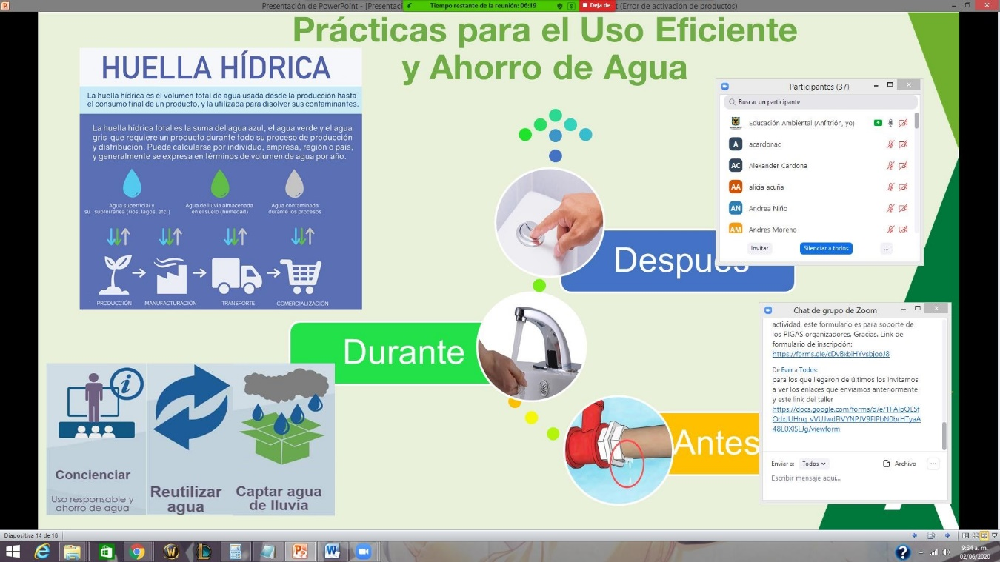 Presentación de PowerPoint - [Presentaci
Tiempo restante de la reunión: 06:19
Deja de
t (Error de activación de productos)
Prácticas para el Uso Eficiente
y Ahorro de Agua
HUELLA HÍDRICA
La huella hídrica es el volumen total de agua usada desde la producción hasta
el consumo final de un producto, y la utilizada para disolver sus contaminantes.
La huella hídrica total es la suma del agua azul, el agua verde y el agua
gris que requiere un producto durante todo su proceso de producción
y distribución. Puede calcularse por individuo, empresa, región o país,
y generalmente se expresa en términos de volumen de agua por año.
Agua superficial y
su subterránea (ríos, lagos, etc.)
Agua de lluvia almacenada
en el suelo (humedad)
Agua contaminada
durante los procesos
PRODUCCIÓN
MANUFACTURACIÓN
TRANSPORTE
COMERCIALIZACIÓN
Después
Durante
Antes
Concienciar
Uso responsable y
ahorro de agua
Reutilizar
agua
Captar agua
de lluvia
Participantes (37)
Buscar un participante
Educación Ambiental (Anfitrión, yo)
A acardonac
AC Alexander Cardona
AA alicia acuña
AN Andrea Niño
AM Andres Moreno
Invitar
Silenciar a todos
...
Chat de grupo de Zoom
actividad, este formulario es para soporte de
los PIGAS organizadores. Gracias. Link de
formulario de inscripción:
https://forms.gle/cDvBxbiHYvsbjooJ8
De Ever a Todos:
para los que llegaron de últimos los invitamos
a ver los enlaces que enviamos anteriormente
y este link del taller
https://docs.google.com/forms/d/e/1FAIpQLSf
OdxJUHnq_vVUJwdFlVYNPJV9FlPbN0brHTyaA
48L0XISLJg/viewform
Enviar a: Todos
Archivo
...
Escribir mensaje aquí...
Diapositiva 14 de 18
9:34 a. m.
02/06/2020